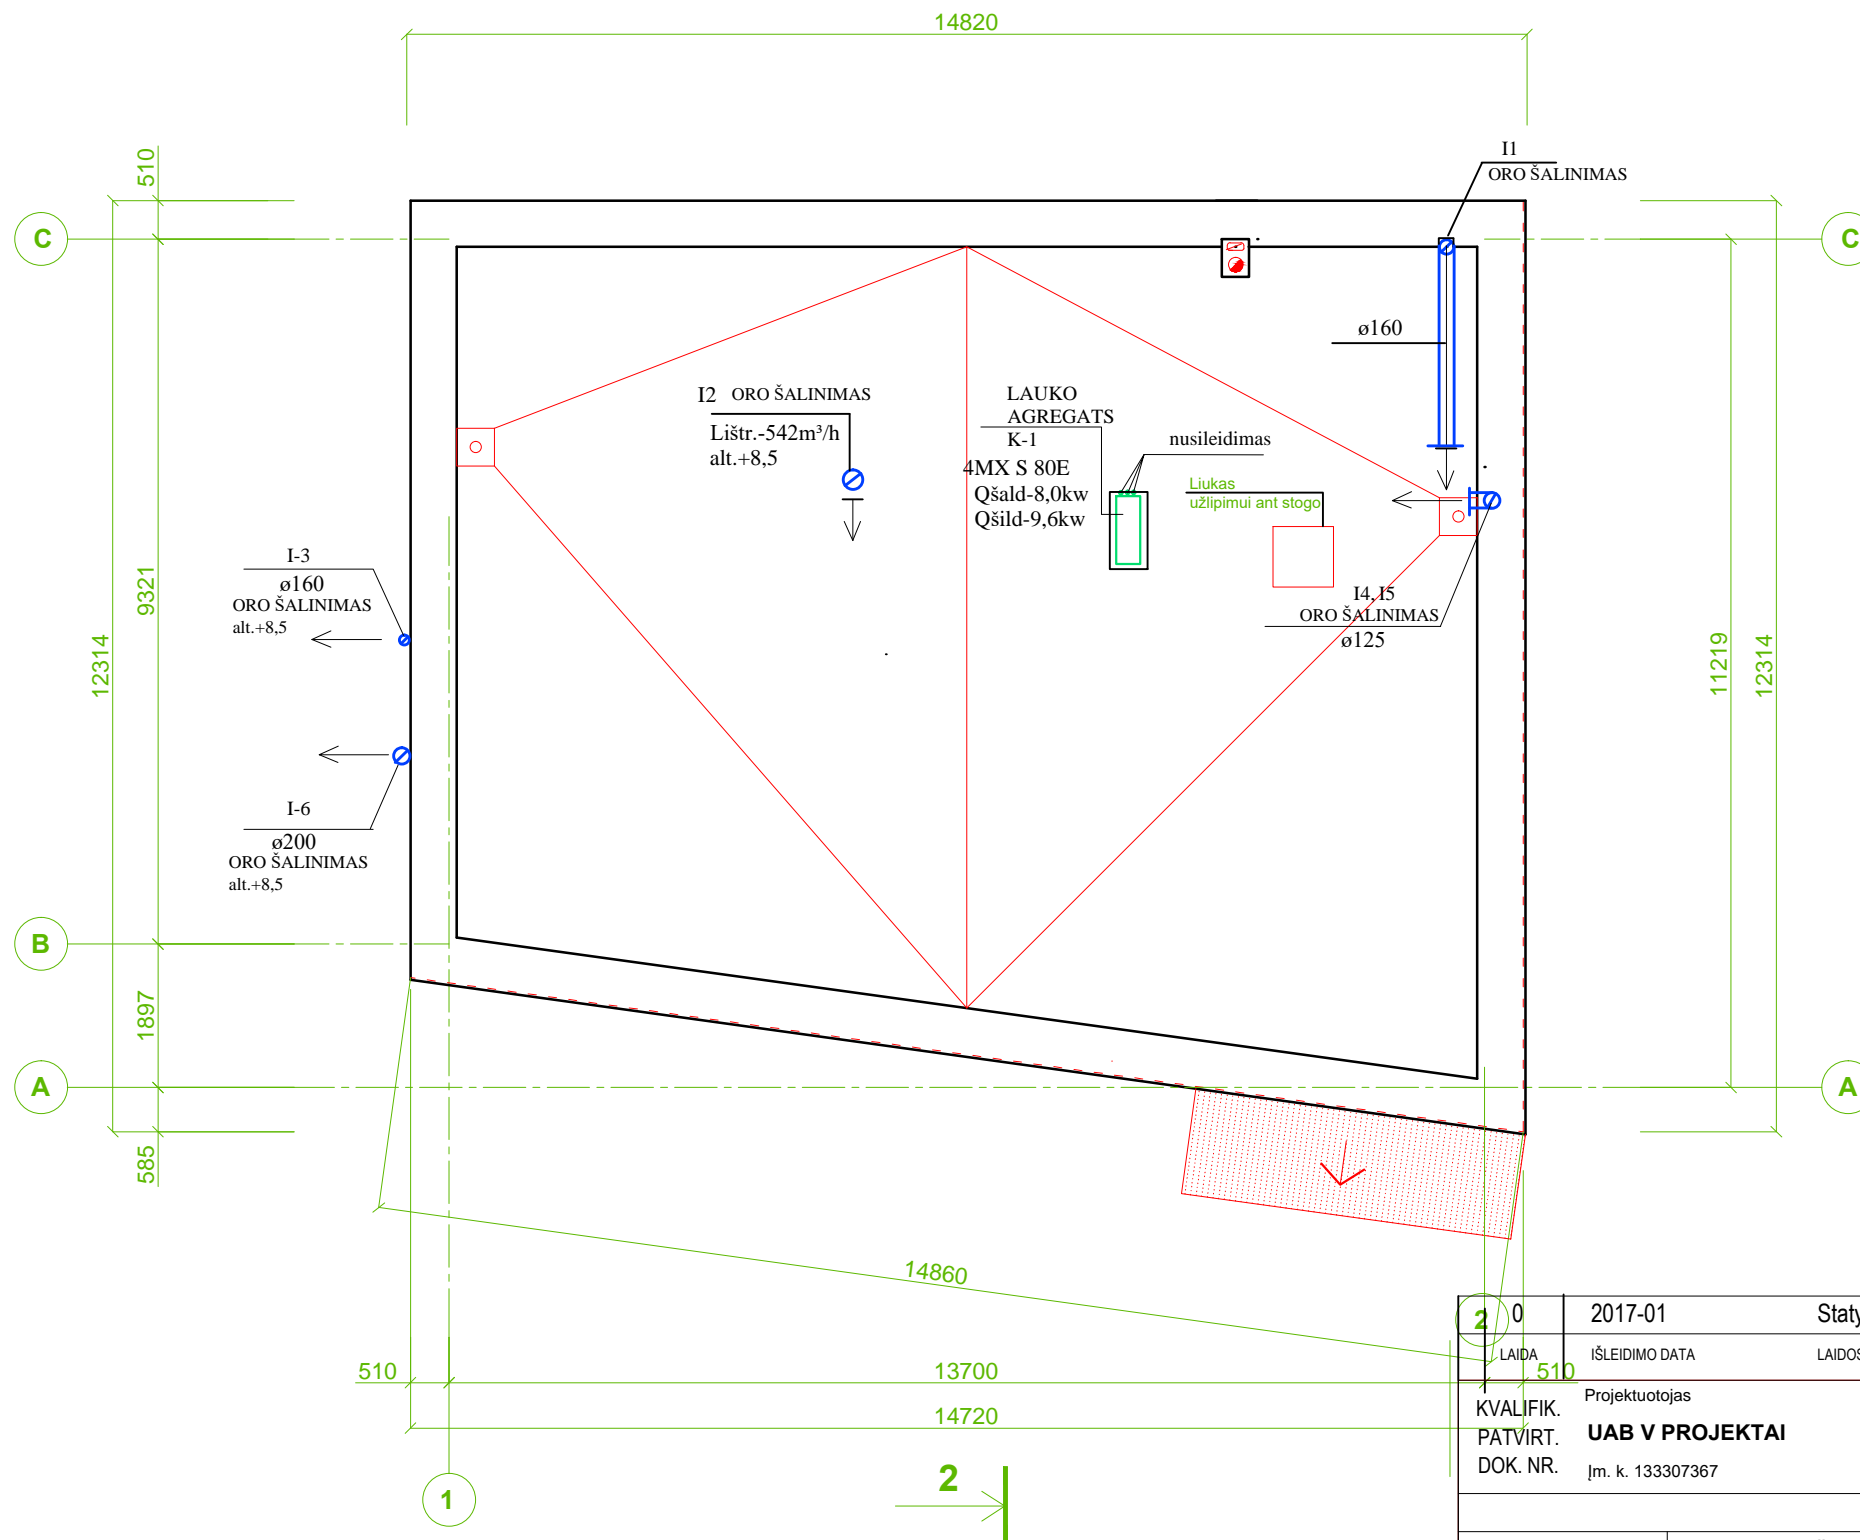 14820
510
I1
ORO ŠALINIMAS
C
C
ø160
I2 ORO ŠALINIMAS
Lištr.-542m³/h
alt.+8,5
LAUKO
AGREGATS
K-1
4MX S 80E
Qšald-8,0kw
Qšild-9,6kw
nusileidimas
Liukas
užlipimui ant stogo
I-3
ø160
ORO ŠALINIMAS
alt.+8,5
I4, I5
ORO ŠALINIMAS
ø125
9321
12314
11219
12314
I-6
ø200
ORO ŠALINIMAS
alt.+8,5
B
1897
A
A
585
14860
510
13700
510
14720
1
2
2
0 2017-01 Staty
LAIDA IŠLEIDIMO DATA LAIDOS
KVALIFIK.
PATVIRT.
DOK. NR.
Projektuotojas
UAB V PROJEKTAI
Įm. k. 133307367